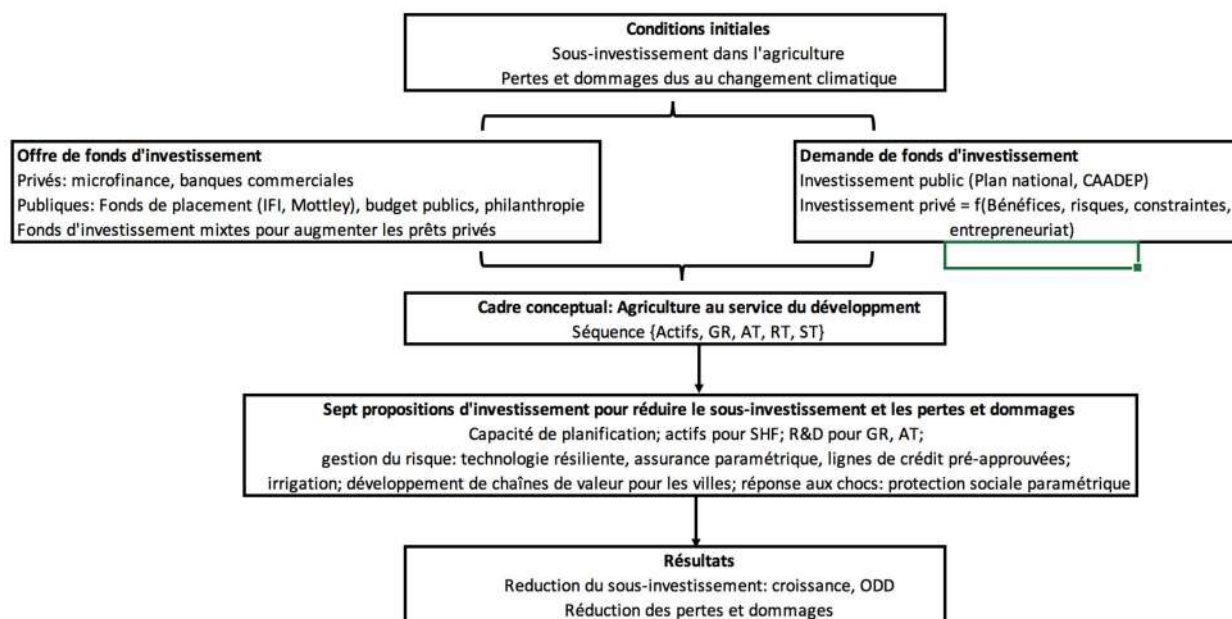 Conditions initiales
Sous-investissement dans l'agriculture
Pertes et dommages dus au changement climatique
Offre de fonds d'investissement
Privés: microfinance, banques commerciales
Publiques: Fonds de placement (IFI, Mottley), budget publics, philanthropie
Fonds d'investissement mixtes pour augmenter les prêts privés
Demande de fonds d'investissement
Investissement public (Plan national, CAADEP)
Investissement privé = f(Bénéfices, risques, constraintes,
entrepreneuriat)
Cadre conceptual: Agriculture au service du développment
Séquence {Actifs, GR, AT, RT, ST}
Sept propositions d'investissement pour réduire le sous-investissement et les pertes et dommages
Capacité de planification; actifs pour SHF; R&D pour GR, AT;
gestion du risque: technologie résiliente, assurance paramétrique, lignes de crédit pré-approuvées;
irrigation; développement de chaînes de valeur pour les villes; réponse aux chocs: protection sociale paramétrique
Résultats
Reduction du sous-investissement: croissance, ODD
Réduction des pertes et dommages